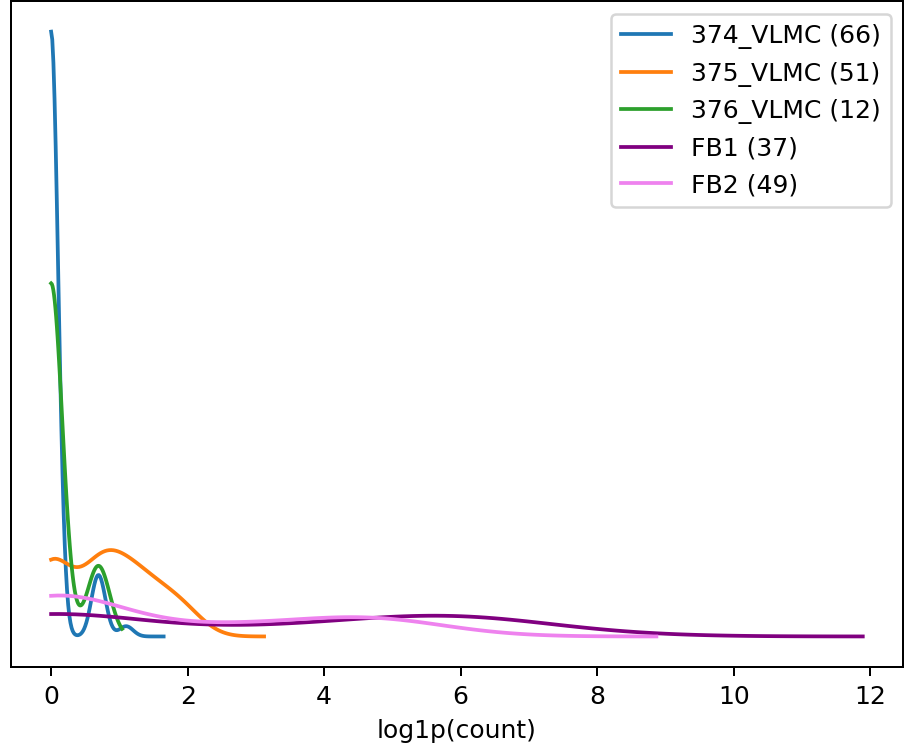 374_VLMC (66)
375_VLMC (51)
376_VLMC (12)
FB1 (37)
FB2 (49)
0 2 4 6 8 10 12
log1p(count)